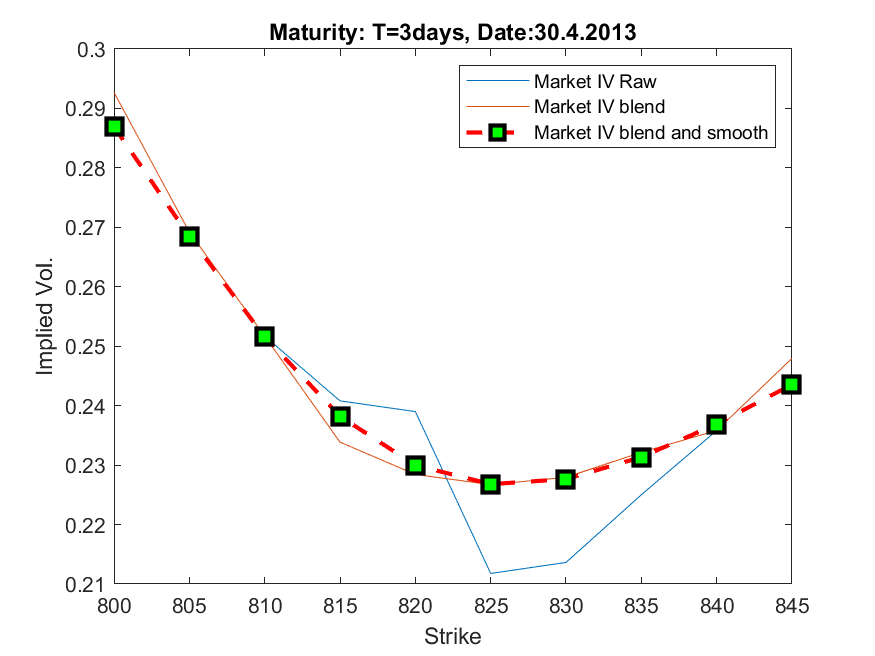 Maturity: T=3days, Date:30.4.2013
Market IV Raw
Market IV blend
Market IV blend and smooth
0.3
0.29
0.28
0.27
0.26
0.25
0.24
0.23
0.22
0.21
Implied Vol.
800 805 810 815 820 825 830 835 840 845
Strike